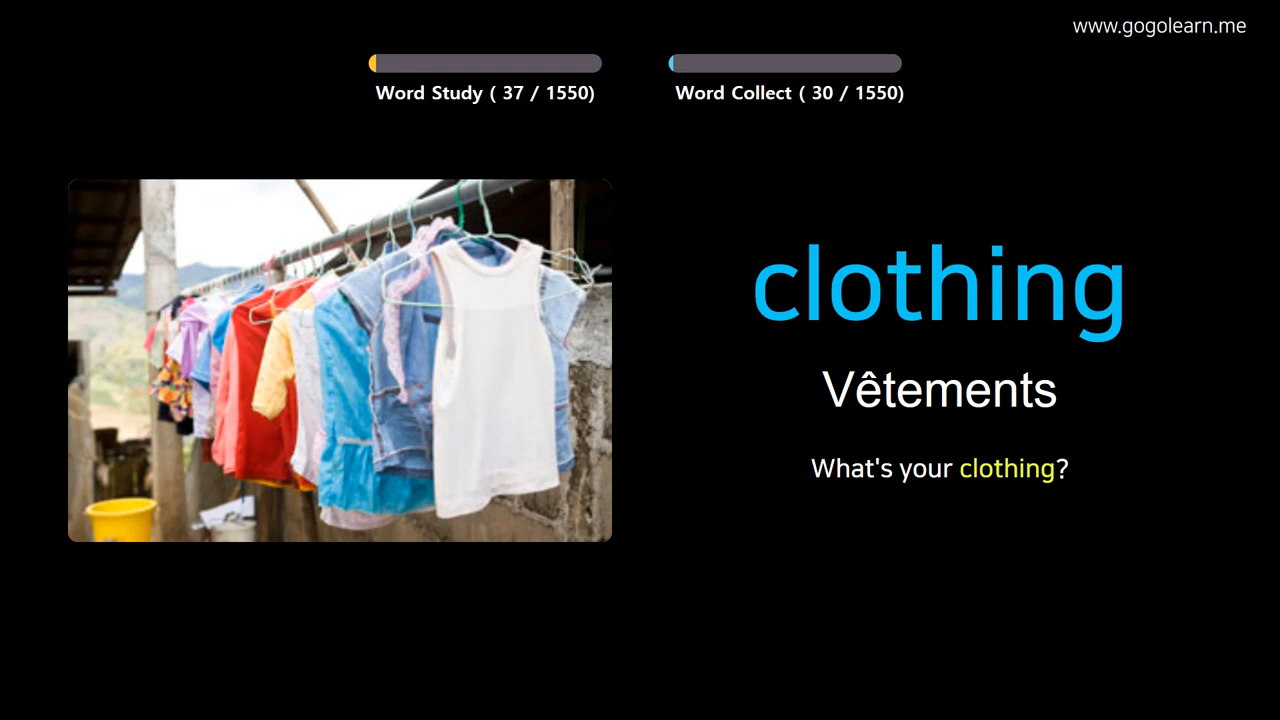 www.gogolearn.me
Word Study ( 37 / 1550)
Word Collect ( 30 / 1550)
clothing
Vêtements
What's your clothing?